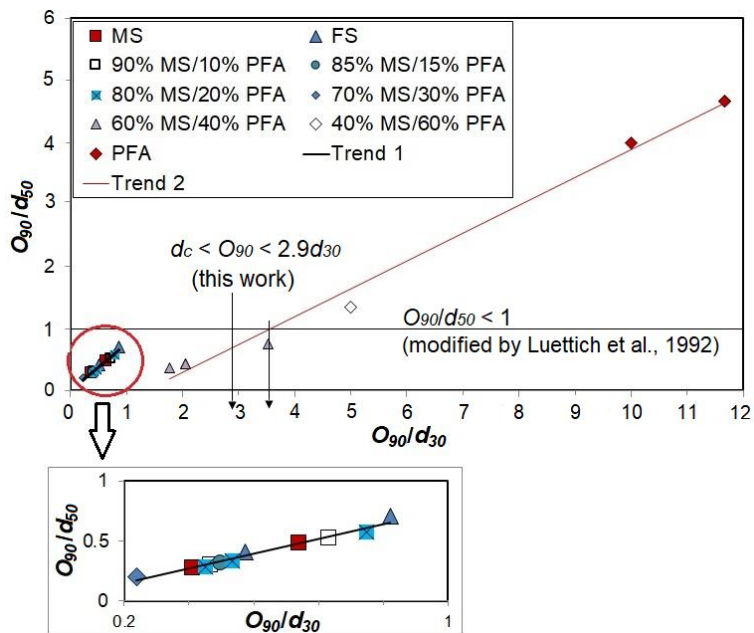 6
5
4
3
2
1
0
O90/d50
MS
FS
90% MS/10% PFA
85% MS/15% PFA
80% MS/20% PFA
70% MS/30% PFA
60% MS/40% PFA
40% MS/60% PFA
PFA
Trend 1
Trend 2
dc < O90 < 2.9d30
(this work)
O90/d50 < 1
(modified by Luettich et al., 1992)
0 1 2 3 4 5 6 7 8 9 10 11 12
O90/d30
1
0.5
0
O90/d50
0.2 1
O90/d30